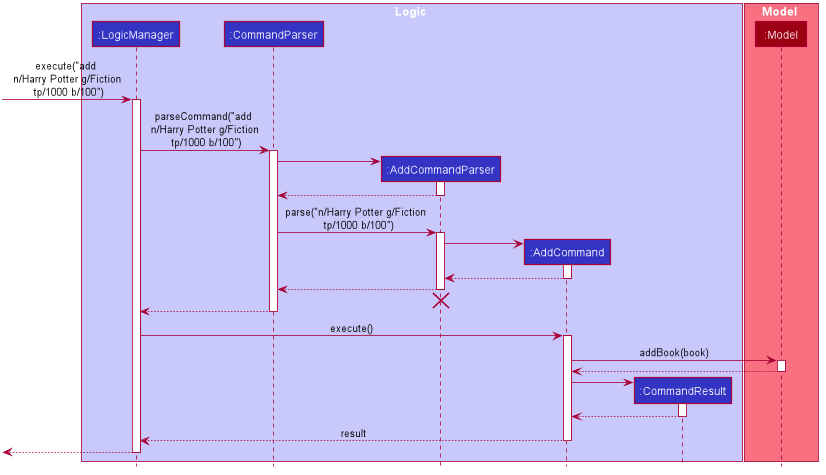 Logic
Model
:LogicManager
:CommandParser
:Model
execute("add
n/Harry Potter g/Fiction
tp/1000 b/100")
parseCommand("add
n/Harry Potter g/Fiction
tp/1000 b/100")
:AddCommandParser
parse("n/Harry Potter g/Fiction
tp/1000 b/100")
:AddCommand
execute()
addBook(book)
:CommandResult
result